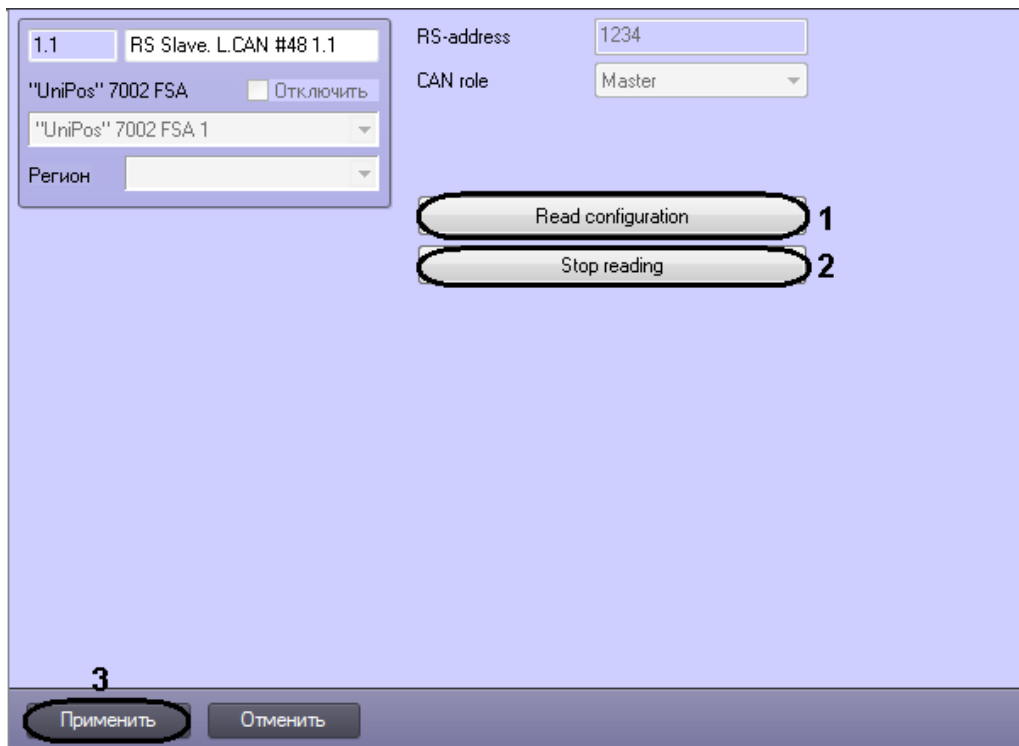 1.1 RS Slave. L.CAN #48 1.1
"UniPos" 7002 FSA Отключить
"UniPos" 7002 FSA 1
Регион
RS-address 1234
CAN role Master
Read configuration 1
Stop reading 2
3
Применить Отменить